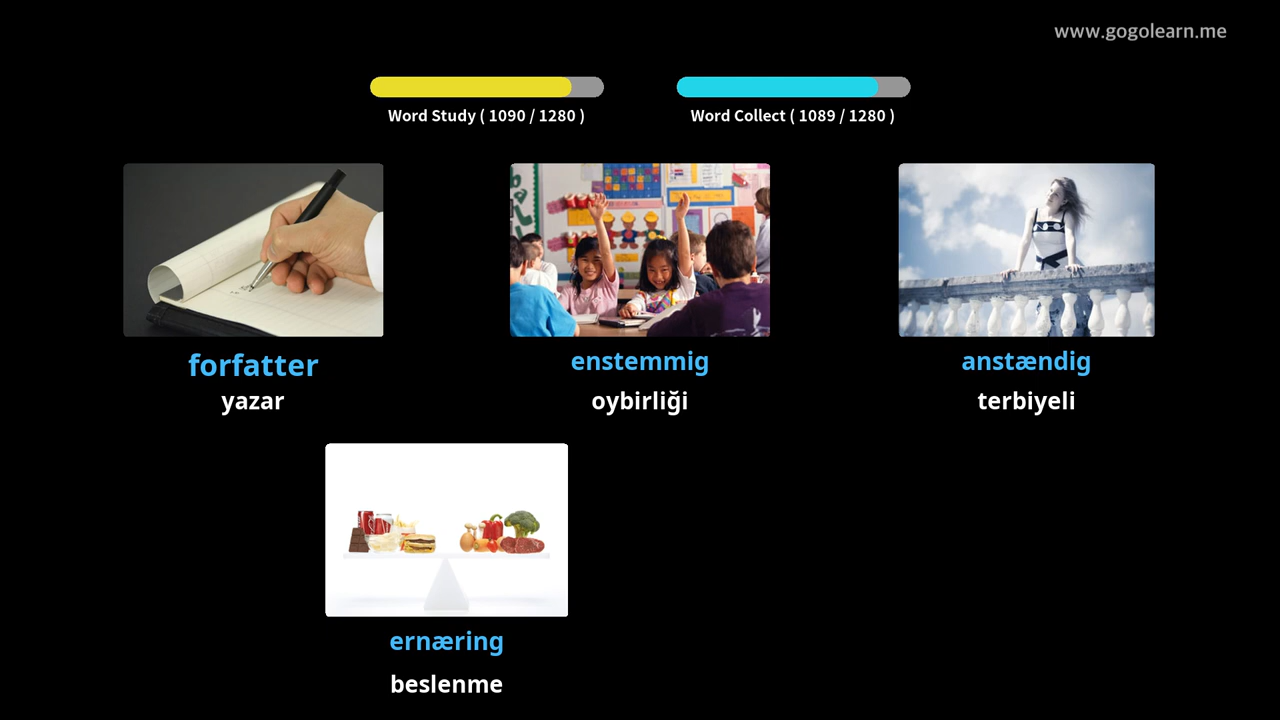 www.gogolearn.me
Word Study ( 1090 / 1280 )
Word Collect ( 1089 / 1280 )
forfatter
yazar
enstemmig
oybirliği
anstændig
terbiyeli
ernæring
beslenme